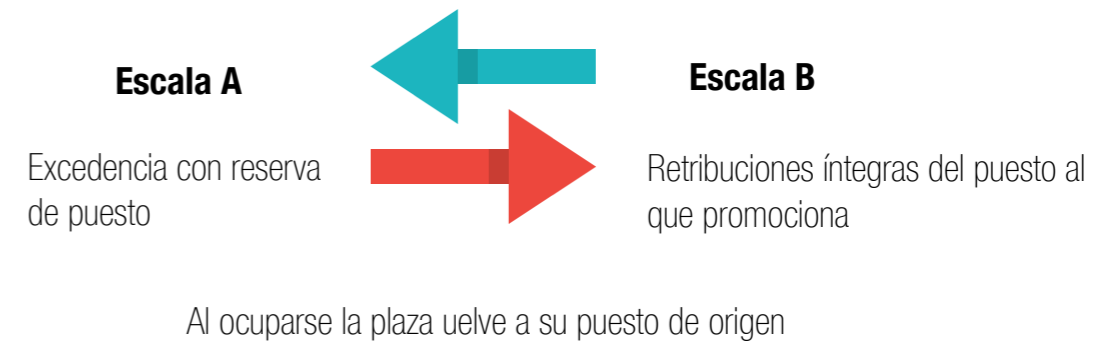 Escala A
Escala B
Excedencia con reserva
de puesto
Retribuciones íntegras del puesto al
que promociona
Al ocuparse la plaza uelve a su puesto de origen